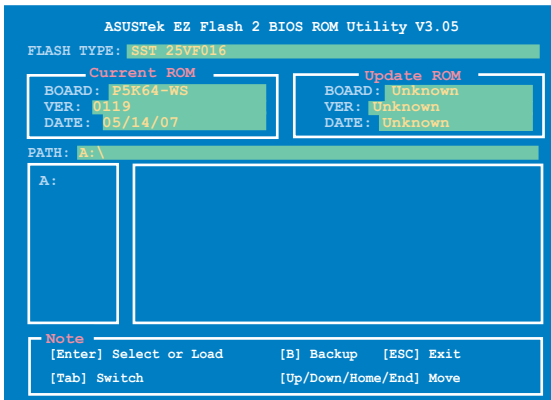 ASUSTek EZ Flash 2 BIOS ROM Utility V3.05
FLASH TYPE: SST 25VF016
Current ROM
BOARD: P5K64-WS
VER: 0119
DATE: 05/14/07
Update ROM
BOARD: Unknown
VER: Unknown
DATE: Unknown
PATH: A:\
A:
Note
[Enter] Select or Load [B] Backup [ESC] Exit
[Tab] Switch [Up/Down/Home/End] Move